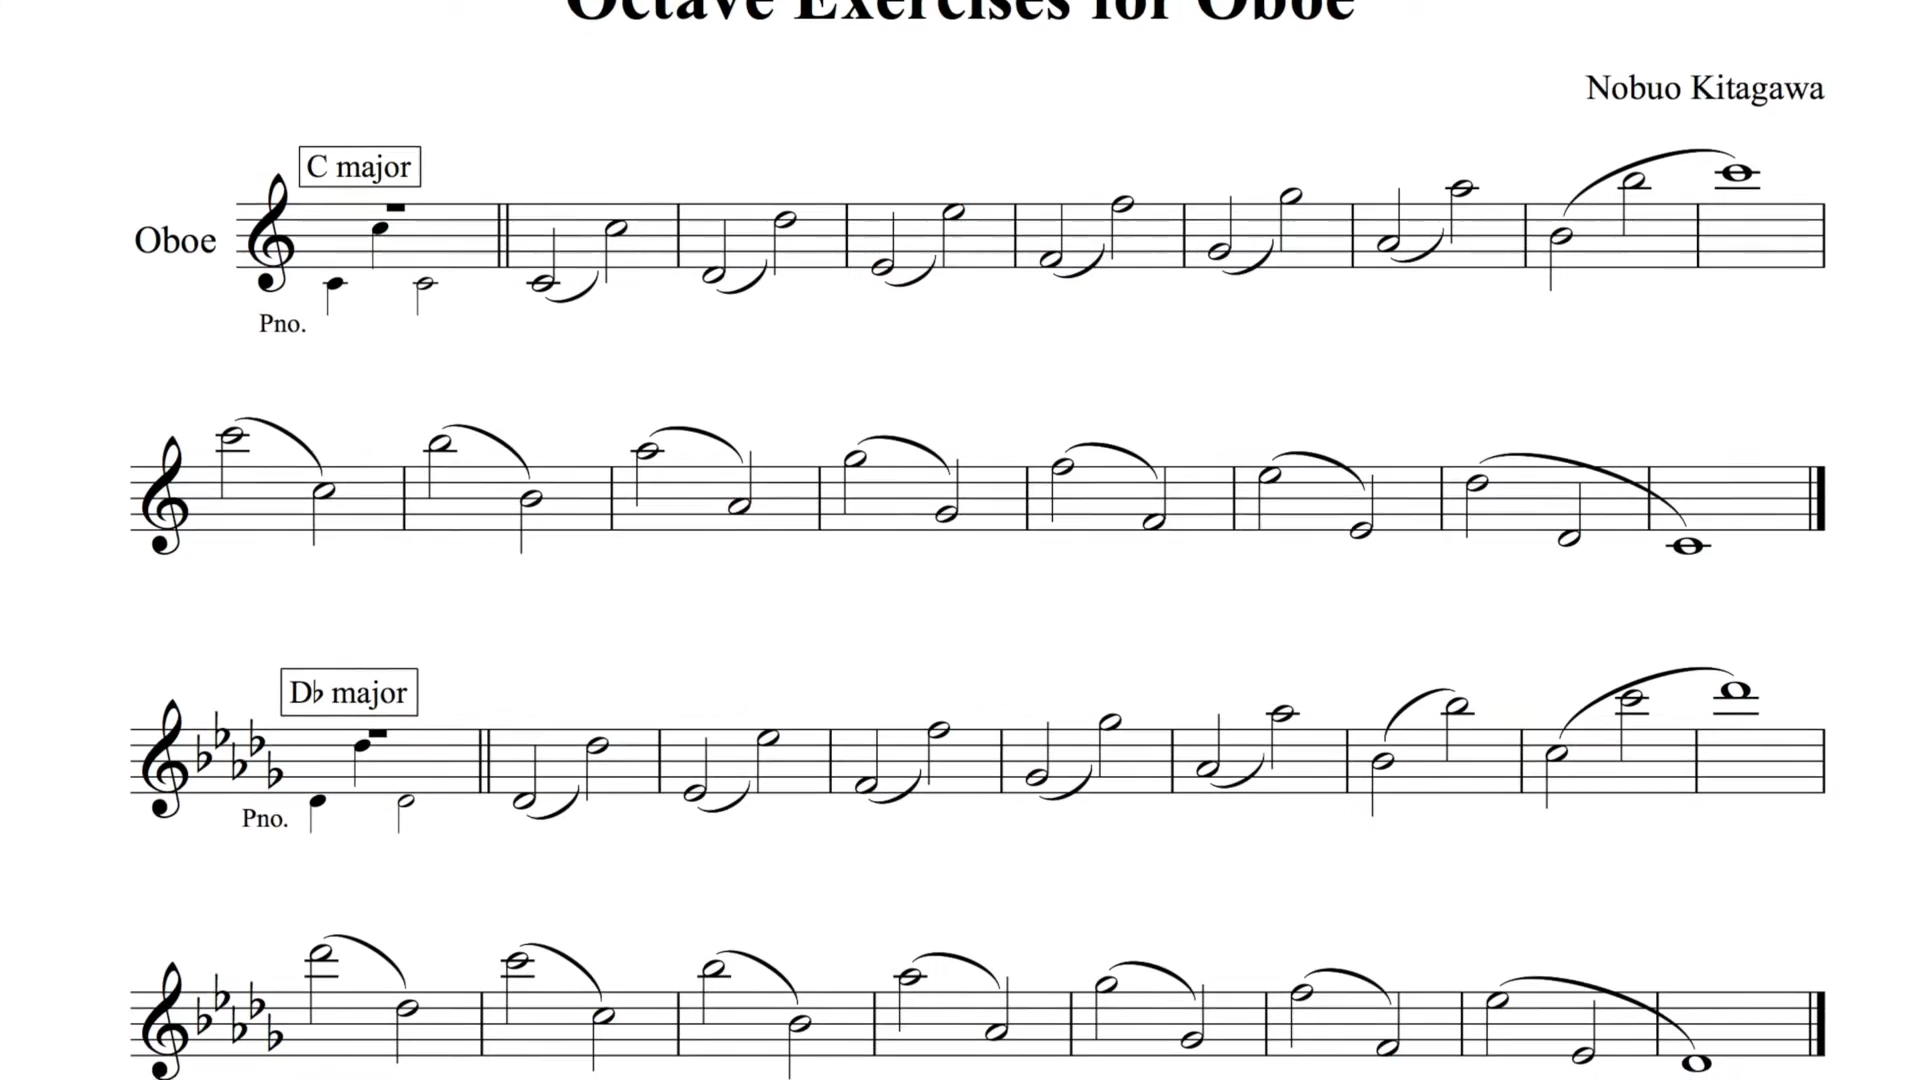 Octave Exercises for Oboe
Nobuo Kitagawa
C major
Oboe
Pno.
D♭ major
Pno.